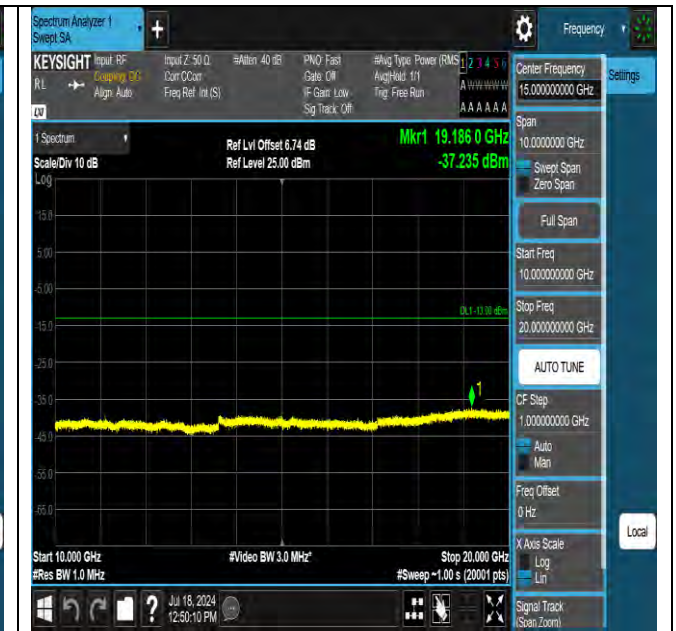 Spectrum Analyzer 1
Swept SA
Frequency
Settings
KEYSIGHT
Input: RF
Coupling: DC
Align: Auto
RL
Input Z: 50 Ω
Corr CCorr
Freq Ref: Int (S)
#Atten: 40 dB
PNO: Fast
Gate: Off
IF Gain: Low
Sig Track: Off
#Avg Type: Power (RMS
Avg|Hold: 1/1
Trig: Free Run
1 2 3 4 5 6
A W W W W W
A A A A A A
1 Spectrum
Scale/Div 10 dB
Log
Ref Lvl Offset 6.74 dB
Ref Level 25.00 dBm
Mkr1 19.186 0 GHz
-37.235 dBm
15.0
5.00
-5.00
-15.0
-25.0
-35.0
-45.0
-55.0
-65.0
DL1 -13.00 dBm
1
Start 10.000 GHz
#Res BW 1.0 MHz
#Video BW 3.0 MHz*
Stop 20.000 GHz
#Sweep ~1.00 s (20001 pts)
Jul 18, 2024
12:50:10 PM
?
Center Frequency
15.000000000 GHz
Span
10.0000000 GHz
Swept Span
Zero Span
Full Span
Start Freq
10.000000000 GHz
Stop Freq
20.000000000 GHz
AUTO TUNE
CF Step
1.000000000 GHz
Auto
Man
Freq Offset
0 Hz
X Axis Scale
Log
Lin
Signal Track
(Span Zoom)
Local